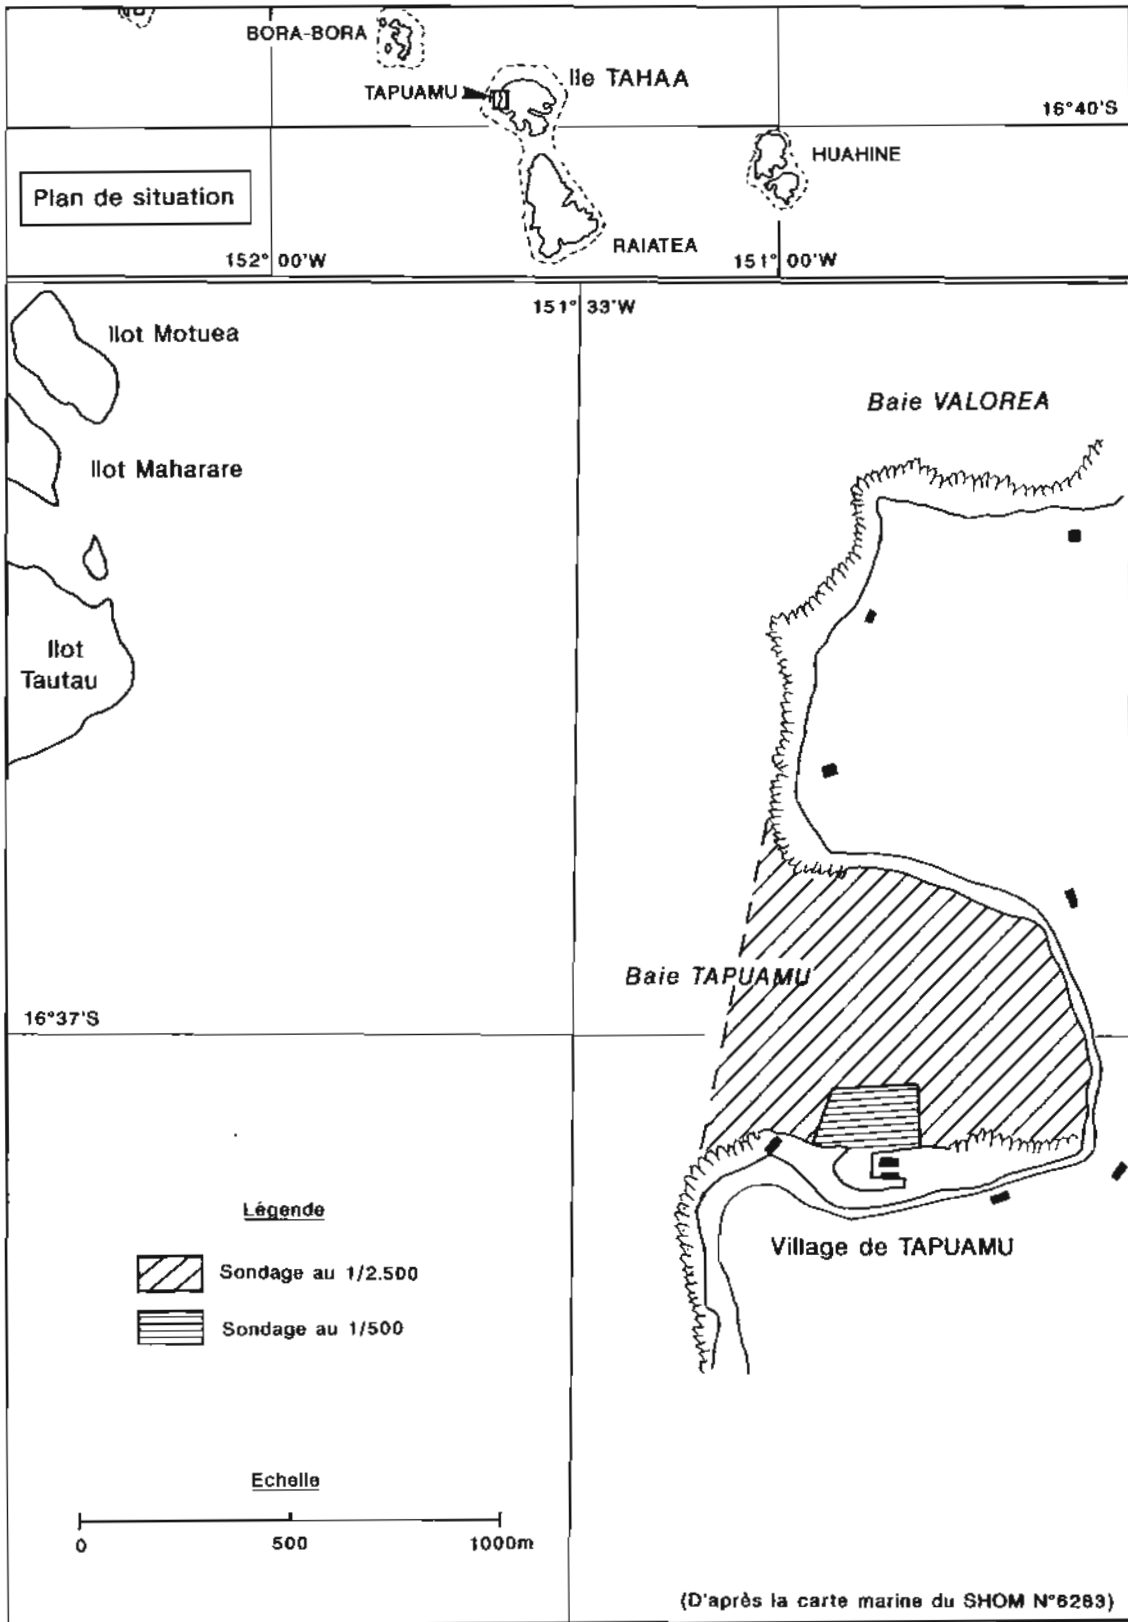 BORA-BORA
Ile TAHAA
TAPUAMU
16°40'S
HUAHINE
Plan de situation
RAIATEA
152° 00'W
151° 00'W
151° 33'W
Ilot Motuea
Baie VALOREA
Ilot Maharare
Ilot
Tautau
Baie TAPUAMU
16°37'S
Légende
Village de TAPUAMU
Sondage au 1/2.500
Sondage au 1/500
Echelle
0
500
1000m
(D'après la carte marine du SHOM N°6283)